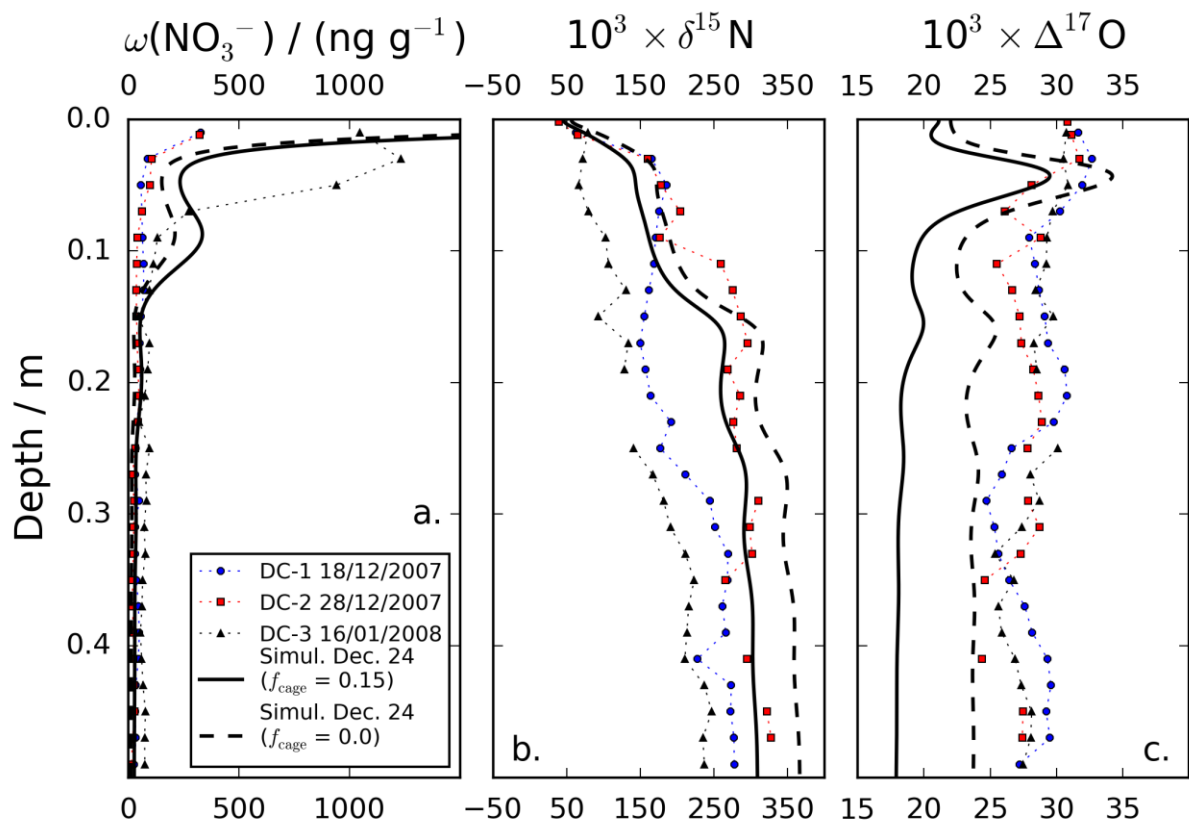 ω(NO₃⁻) / (ng g⁻¹) 10³ × δ¹⁵N 10³ × Δ¹⁷O
0 500 1000 −50 50 150 250 350 15 20 25 30 35
0.0
0.1
0.2
0.3
0.4
Depth / m
a.
b.
c.
DC-1 18/12/2007
DC-2 28/12/2007
DC-3 16/01/2008
Simul. Dec. 24
(f_cage = 0.15)
Simul. Dec. 24
(f_cage = 0.0)
0 500 1000 −50 50 150 250 350 15 20 25 30 35